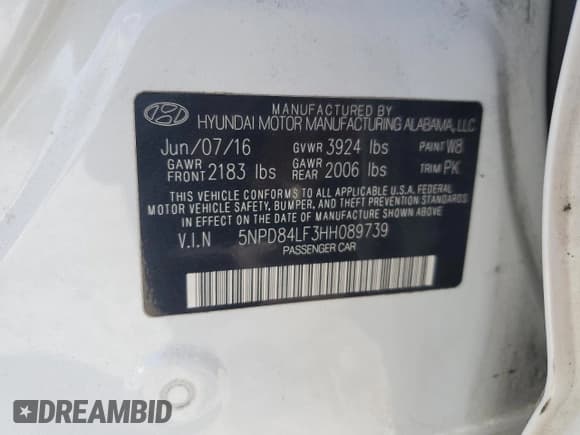 MANUFACTURED BY
HYUNDAI MOTOR MANUFACTURING ALABAMA, LLC
Jun/07/16 GVWR 3924 lbs PAINT W8
GAWR FRONT 2183 lbs GAWR REAR 2006 lbs TRIM PK
THIS VEHICLE CONFORMS TO ALL APPLICABLE U.S.A. FEDERAL
MOTOR VEHICLE SAFETY, BUMPER, AND THEFT PREVENTION STANDARDS
IN EFFECT ON THE DATE OF MANUFACTURE SHOWN ABOVE.
V.I.N 5NPD84LF3HH089739
PASSENGER CAR
DREAMBID